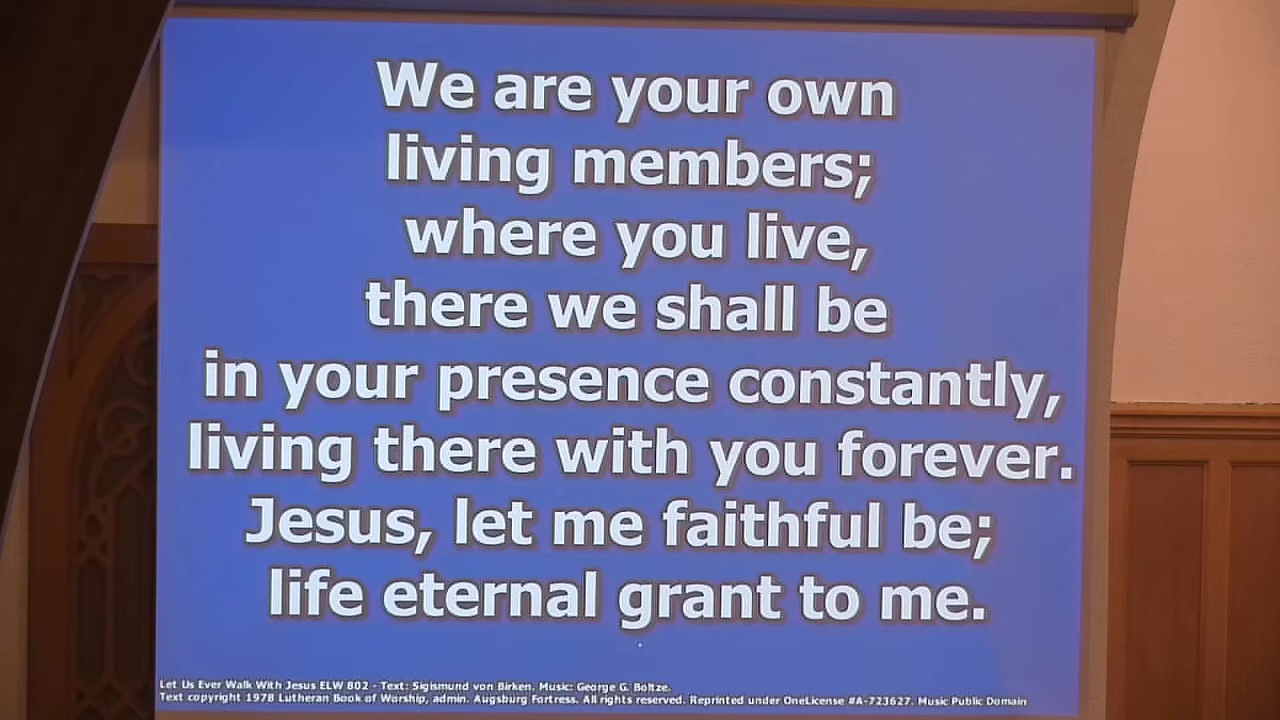 We are your own
living members;
where you live,
there we shall be
in your presence constantly,
living there with you forever.
Jesus, let me faithful be;
life eternal grant to me.
Let Us Ever Walk With Jesus ELW 802 - Text: Sigismund von Birken. Music: George G. Boltze.
Text copyright 1978 Lutheran Book of Worship, admin. Augsburg Fortress. All rights reserved. Reprinted under OneLicense #A-723627. Music Public Domain